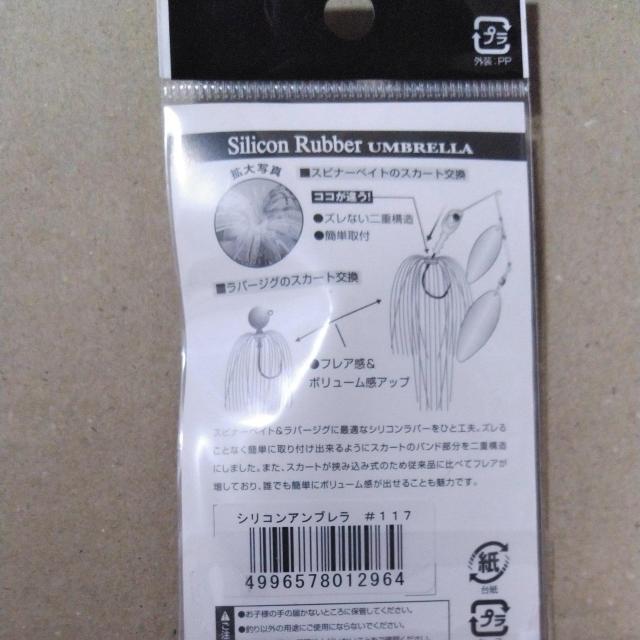 プラ
外装:PP
Silicon Rubber UMBRELLA
拡大写真
■スピナーベイトのスカート交換
ココが違う!
●ズレない二重構造
●簡単取付
■ラバージグのスカート交換
●フレア感&
ボリューム感アップ
スピナーベイト&ラバージグに最適なシリコンラバーをひと工夫。ズレる
ことなく簡単に取り付け出来るようにスカートのバンド部分を二重構造
にしました。また、スカートが挟み込み式のため従来品に比べてフレアが
増しており、誰でも簡単にボリューム感が出せることも魅力です。
シリコンアンブレラ #117
4996578012964
紙
台紙
●お子様の手の届かないところに保管してください。
●釣り以外の用途にご使用にならないでください。